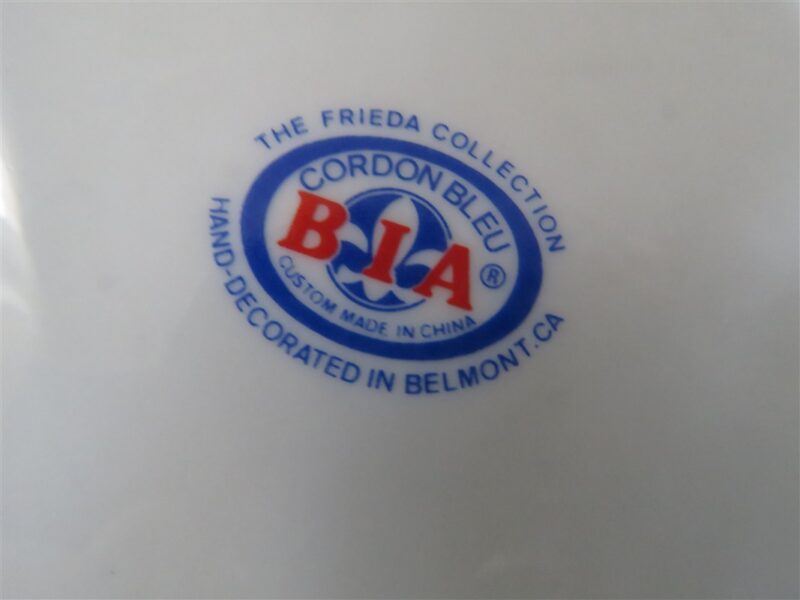 THE FRIEDA COLLECTION
CORDON BLEU
BIA ®
CUSTOM MADE IN CHINA
HAND-DECORATED IN BELMONT.CA